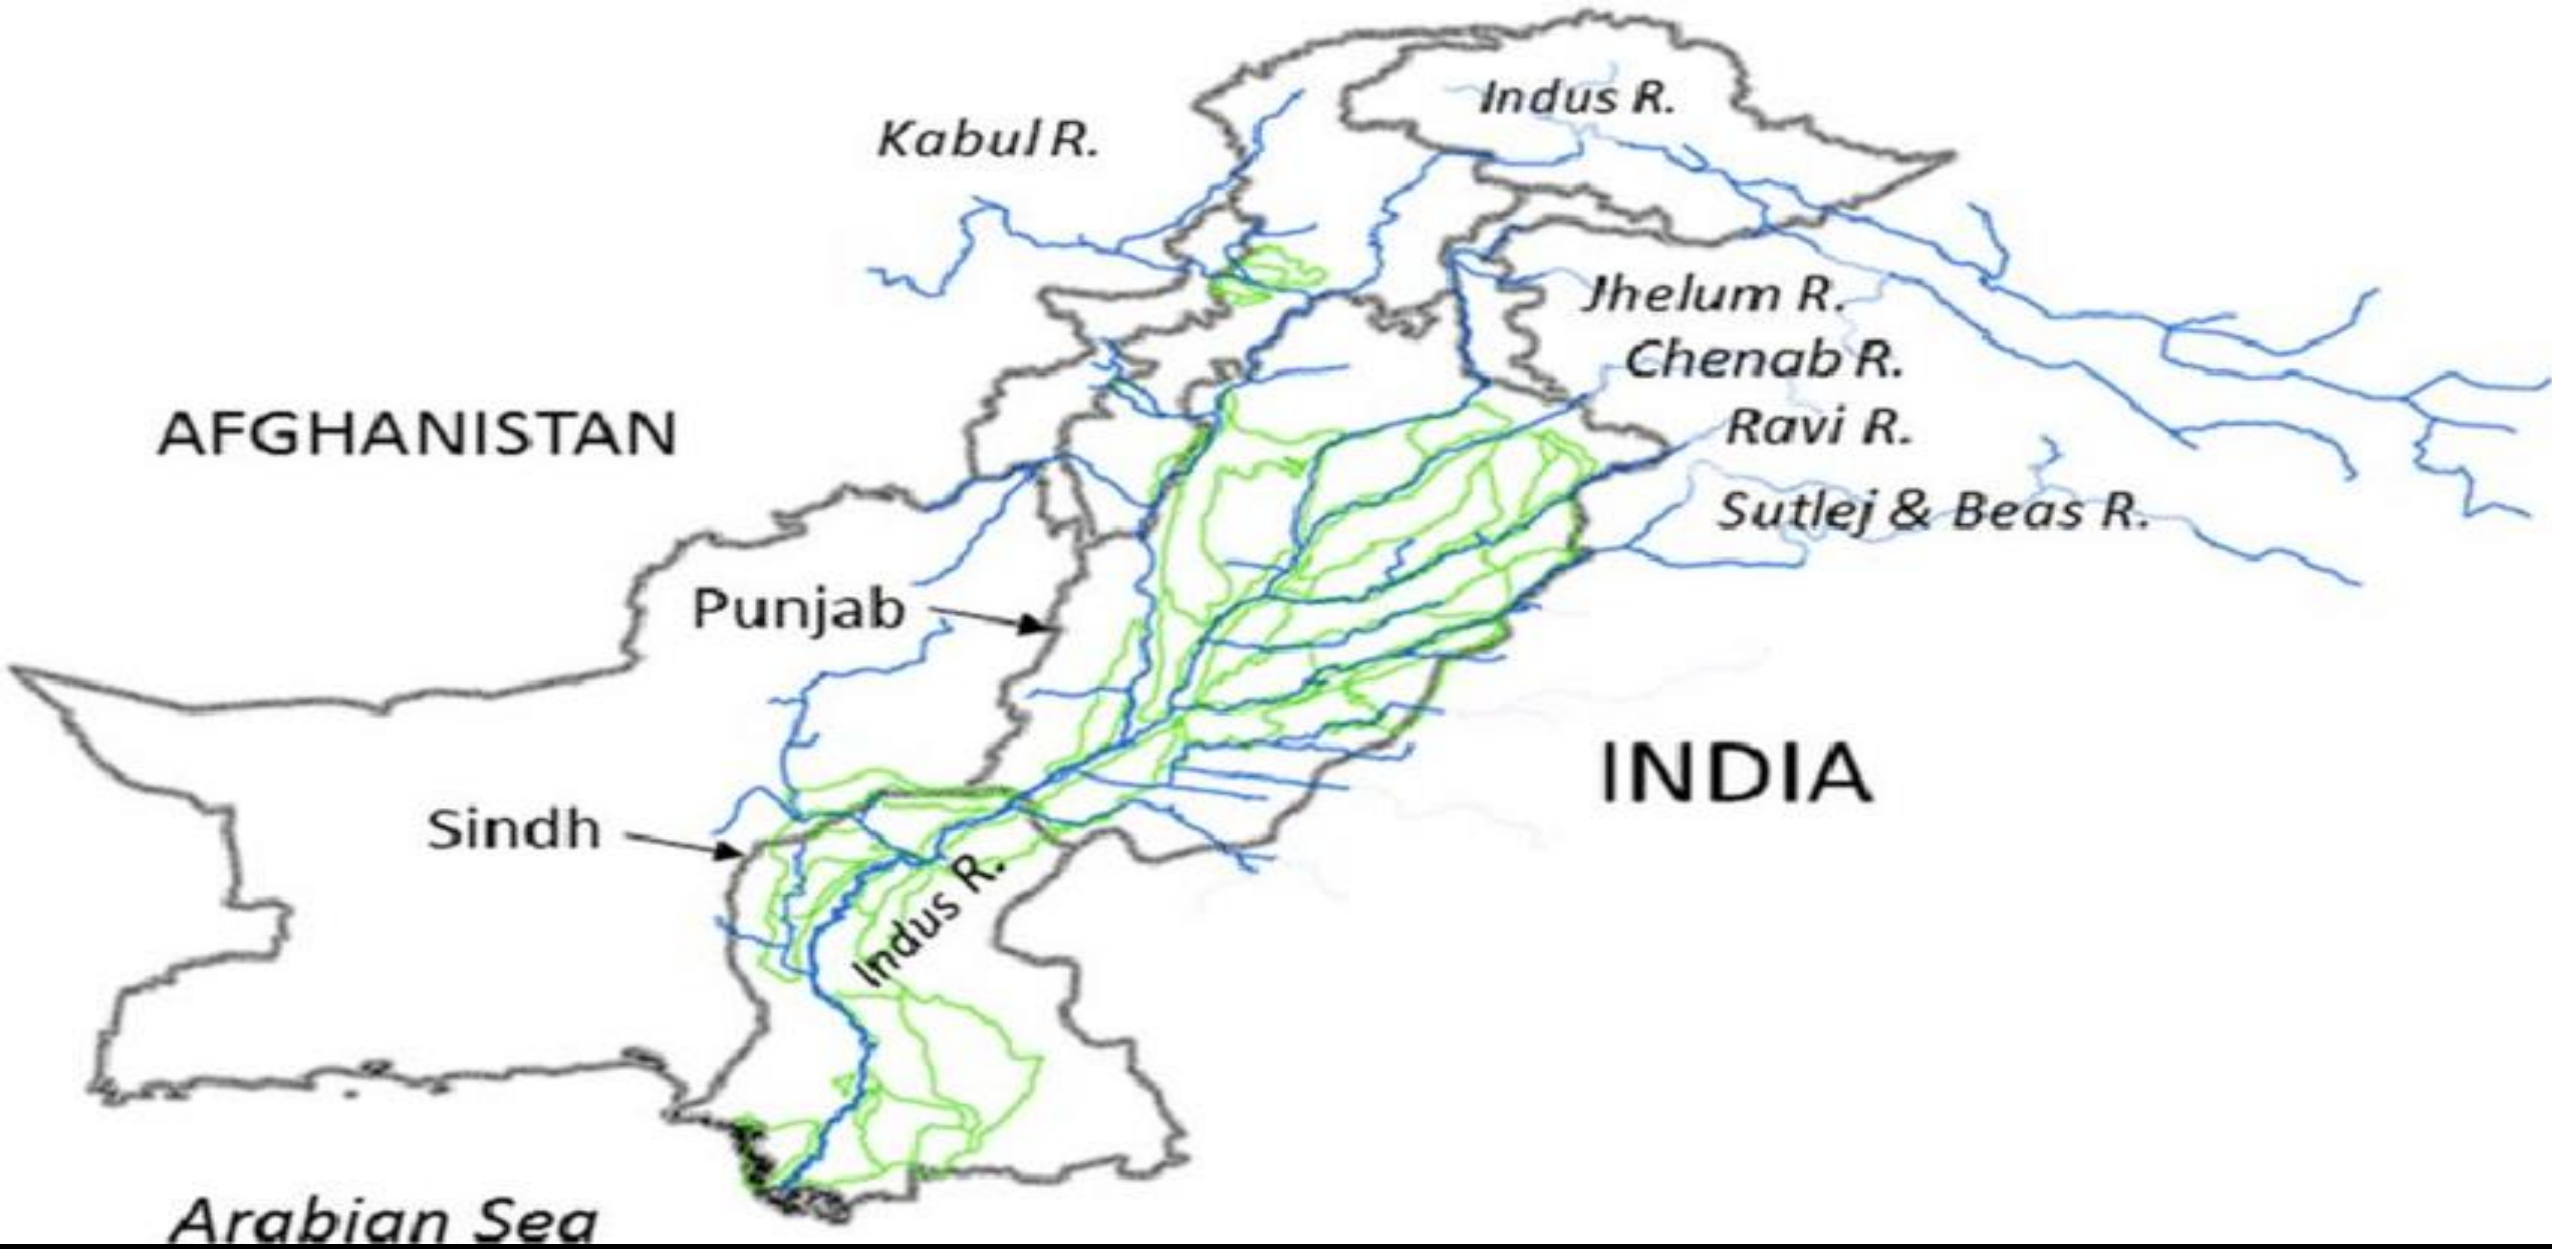 Indus R.
Kabul R.
Jhelum R.
Chenab R.
AFGHANISTAN
Ravi R.
Sutlej & Beas R.
Punjab
INDIA
Sindh
Indus R.
Arabian Sea